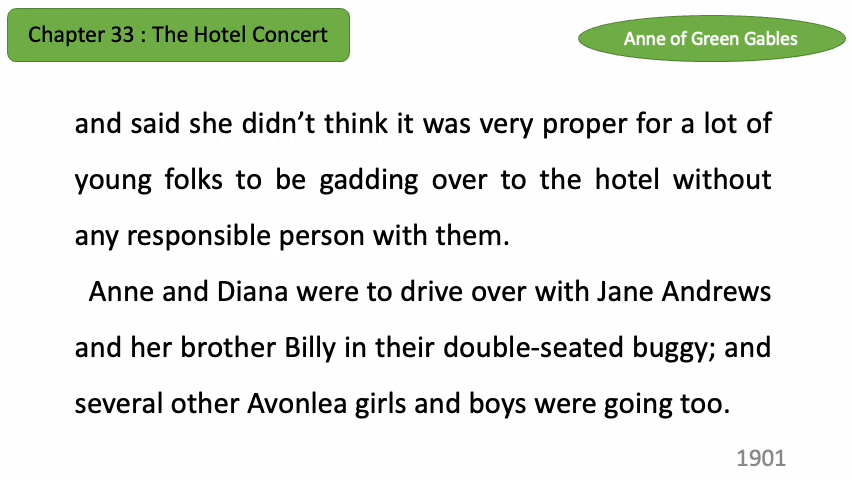 Chapter 33 : The Hotel Concert
Anne of Green Gables
and said she didn’t think it was very proper for a lot of
young folks to be gadding over to the hotel without
any responsible person with them.
Anne and Diana were to drive over with Jane Andrews
and her brother Billy in their double-seated buggy; and
several other Avonlea girls and boys were going too.
1901